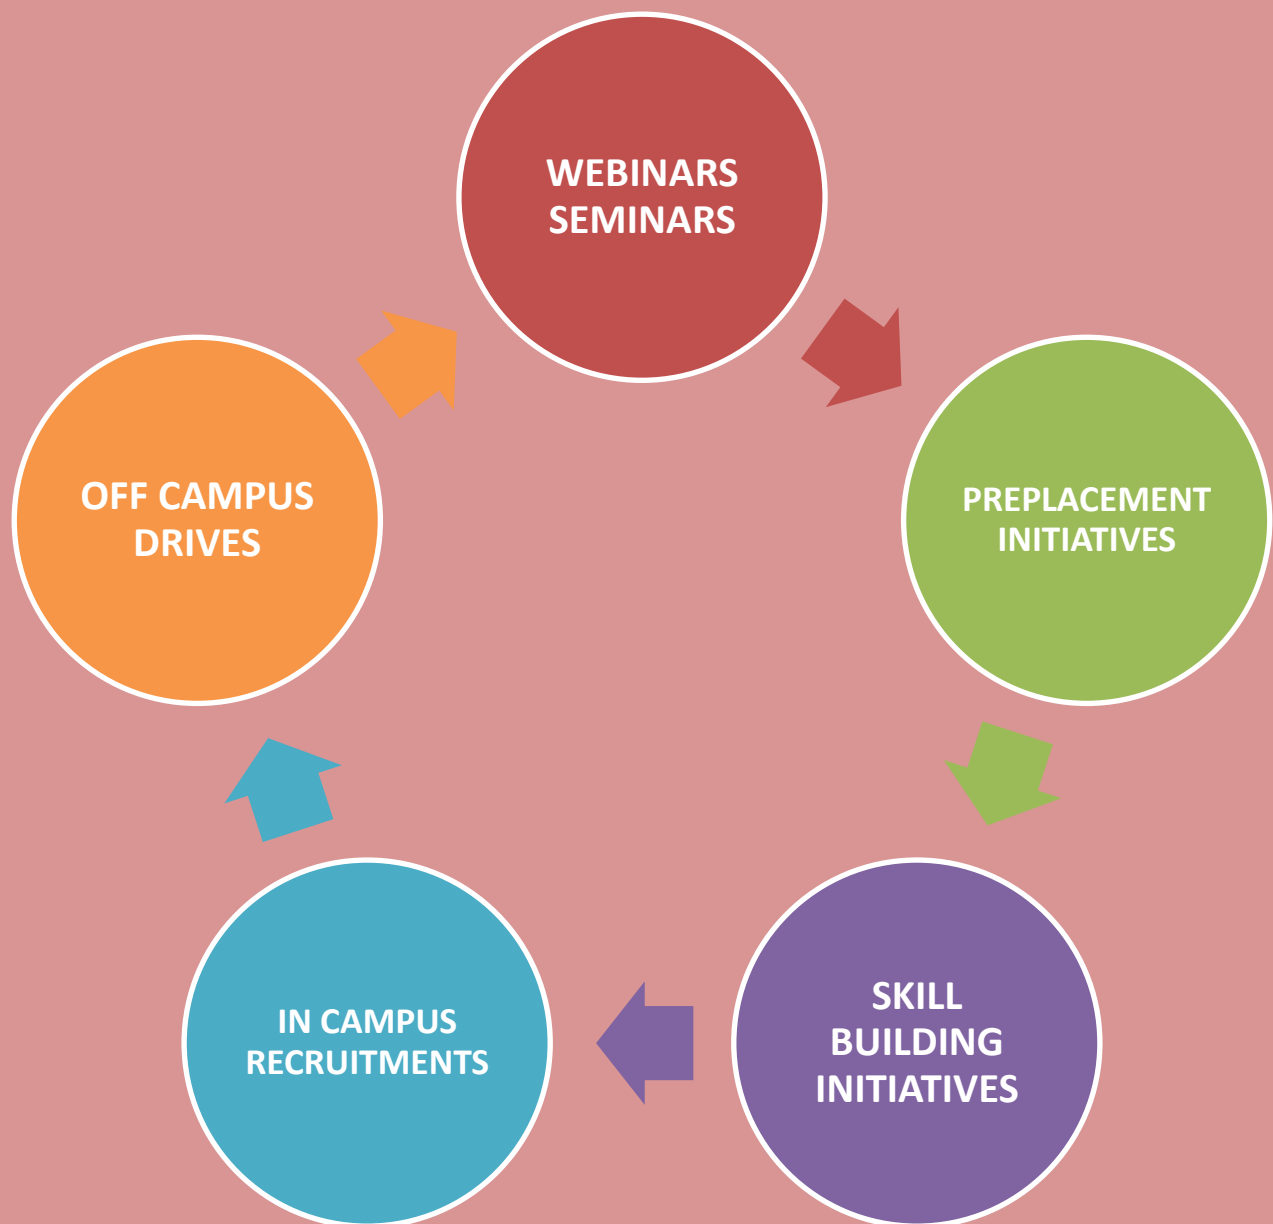 WEBINARS
SEMINARS
PREPLACEMENT
INITIATIVES
SKILL
BUILDING
INITIATIVES
IN CAMPUS
RECRUITMENTS
OFF CAMPUS
DRIVES